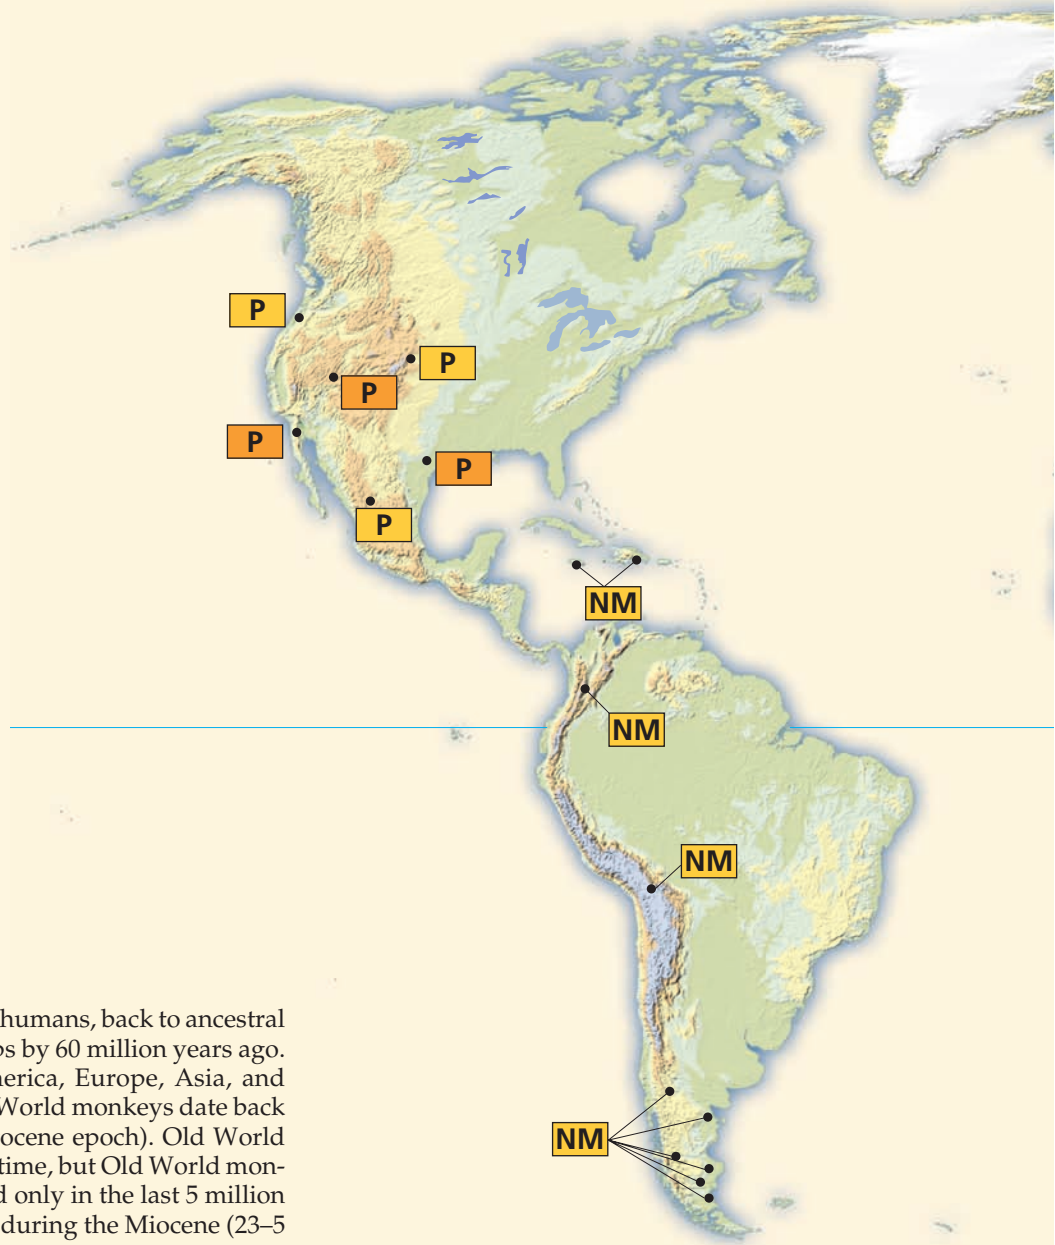 P
P
P
P
P
P
NM
NM
NM
NM
humans, back to ancestral
by 60 million years ago.
Europe, Asia, and
World monkeys date back
epoch). Old World
time, but Old World mon-
only in the last 5 million
during the Miocene (23–5